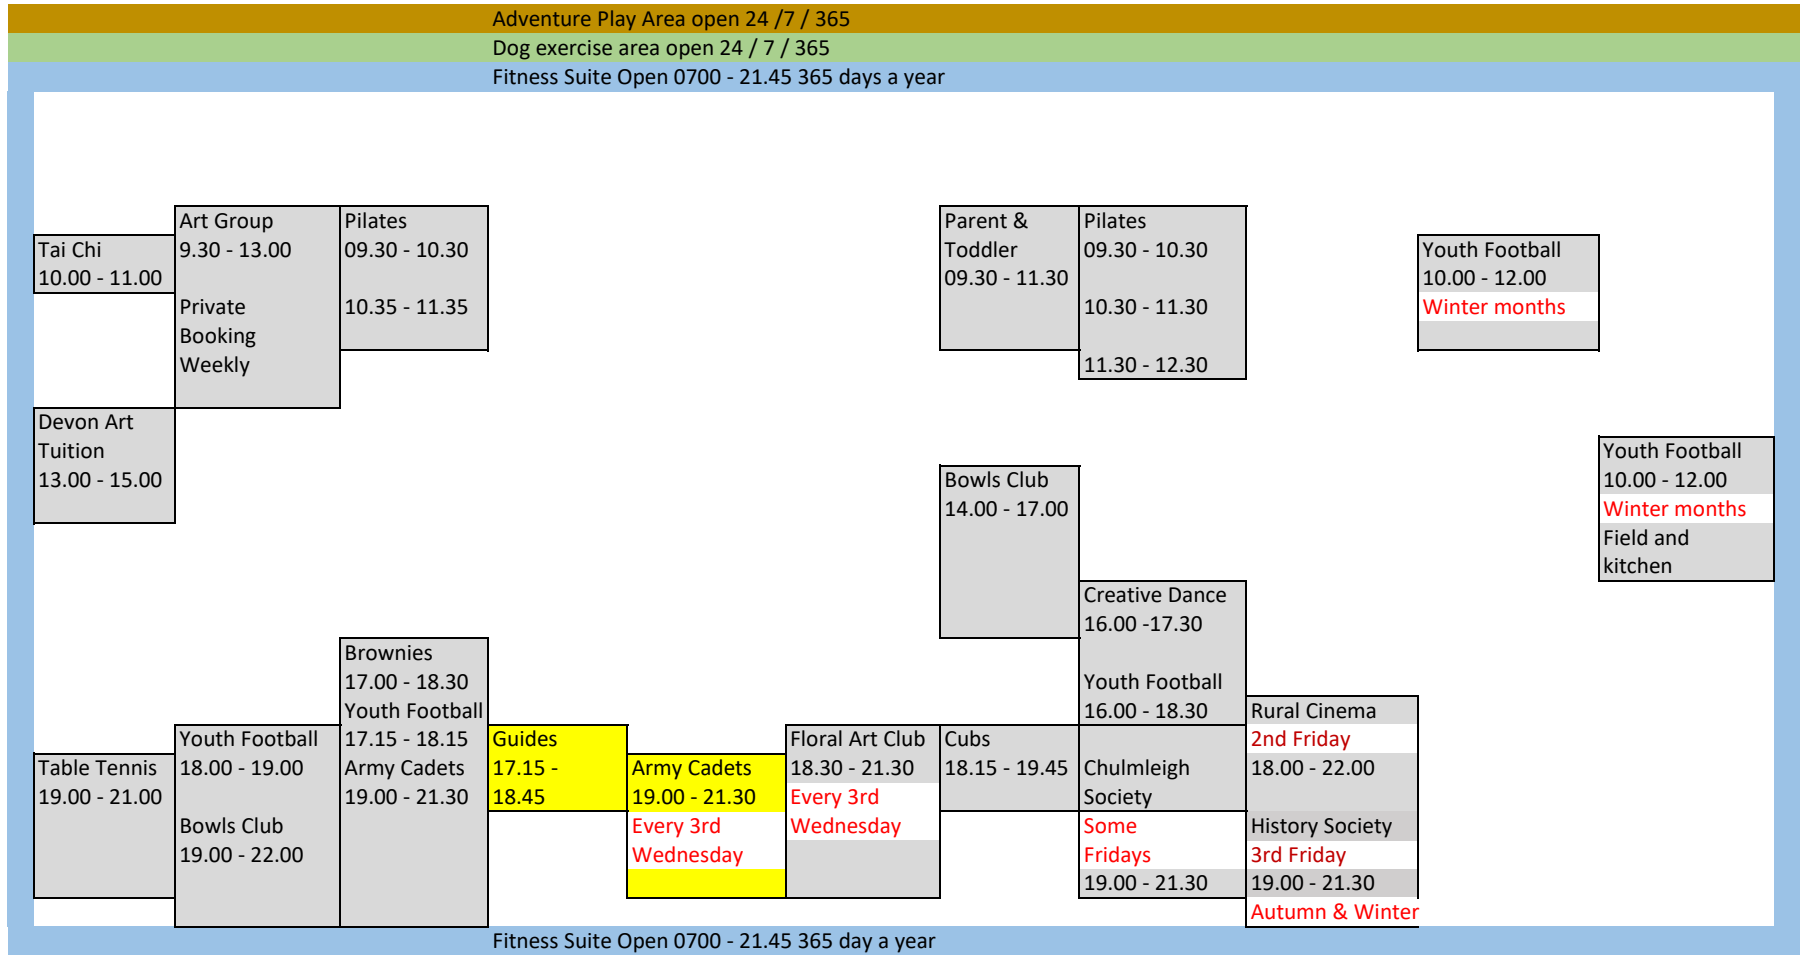 Adventure Play Area open 24 /7 / 365
Dog exercise area open 24 / 7 / 365
Fitness Suite Open 0700 - 21.45 365 days a year
Tai Chi
10.00 - 11.00
Art Group
9.30 - 13.00
Private
Booking
Weekly
Pilates
09.30 - 10.30
10.35 - 11.35
Parent &
Toddler
09.30 - 11.30
Pilates
09.30 - 10.30
10.30 - 11.30
11.30 - 12.30
Youth Football
10.00 - 12.00
Winter months
Devon Art
Tuition
13.00 - 15.00
Bowls Club
14.00 - 17.00
Youth Football
10.00 - 12.00
Winter months
Field and
kitchen
Creative Dance
16.00 -17.30
Youth Football
16.00 - 18.30
Table Tennis
19.00 - 21.00
Youth Football
18.00 - 19.00
Bowls Club
19.00 - 22.00
Brownies
17.00 - 18.30
Youth Football
17.15 - 18.15
Army Cadets
19.00 - 21.30
Guides
17.15 -
18.45
Army Cadets
19.00 - 21.30
Every 3rd
Wednesday
Floral Art Club
18.30 - 21.30
Every 3rd
Wednesday
Cubs
18.15 - 19.45
Chulmleigh
Society
Some
Fridays
19.00 - 21.30
Rural Cinema
2nd Friday
18.00 - 22.00
History Society
3rd Friday
19.00 - 21.30
Autumn & Winter
Fitness Suite Open 0700 - 21.45 365 day a year